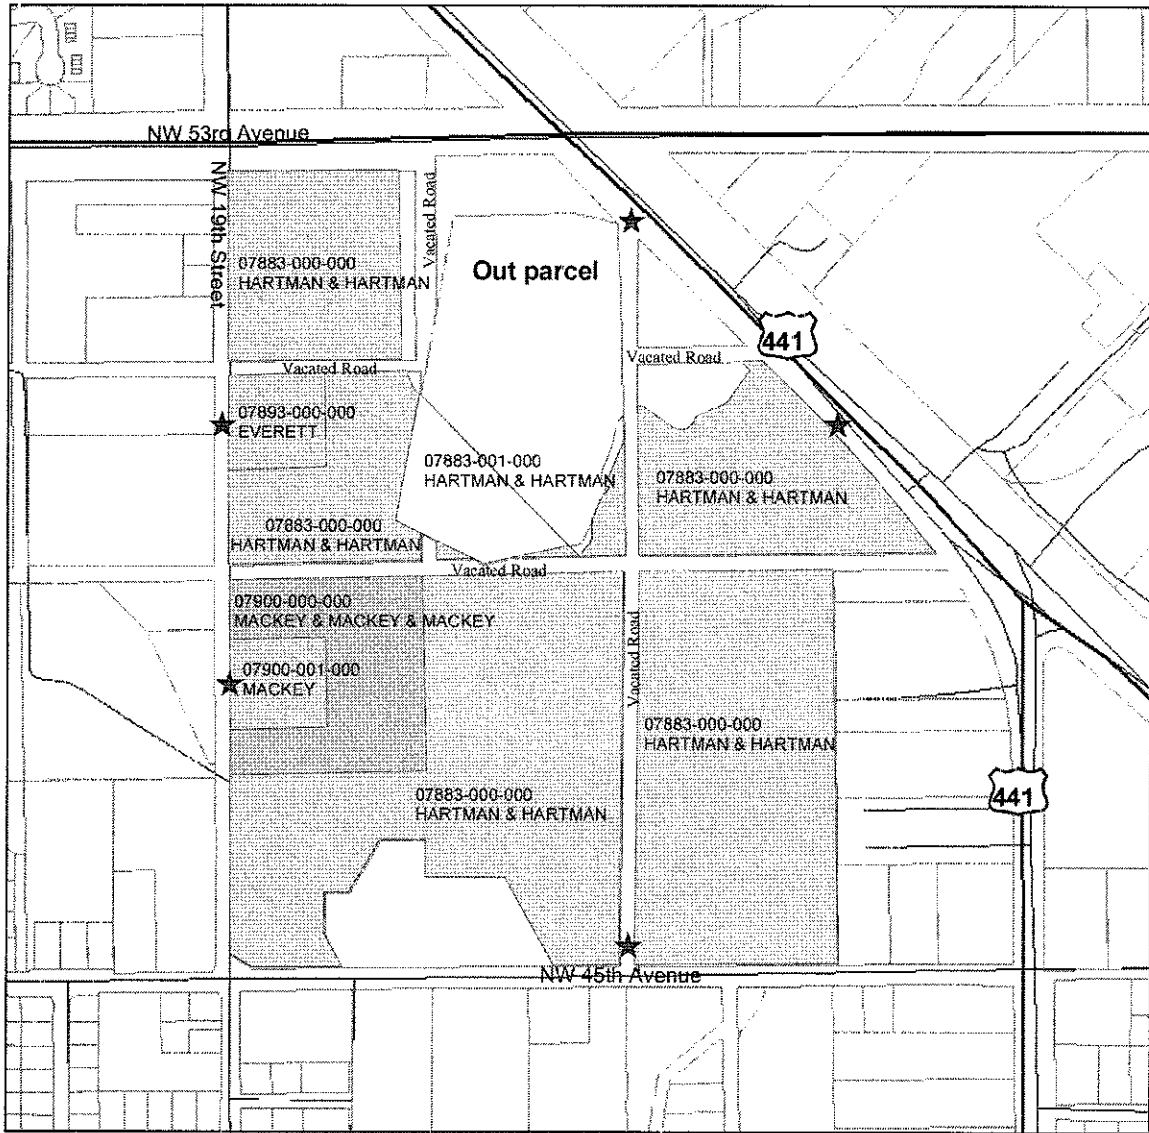 NW 53rd Avenue
NW 19th Street
Vacated Road
07883-000-000
HARTMAN & HARTMAN
Out parcel
441
Vacated Road
Vacated Road
07893-000-000
EVERETT
07883-001-000
HARTMAN & HARTMAN
07883-000-000
HARTMAN & HARTMAN
07883-000-000
HARTMAN & HARTMAN
Vacated Road
07900-000-000
MACKEY & MACKEY & MACKEY
Vacated Road
07900-001-000
MACKEY
07883-000-000
HARTMAN & HARTMAN
07883-000-000
HARTMAN & HARTMAN
441
NW 45th Avenue